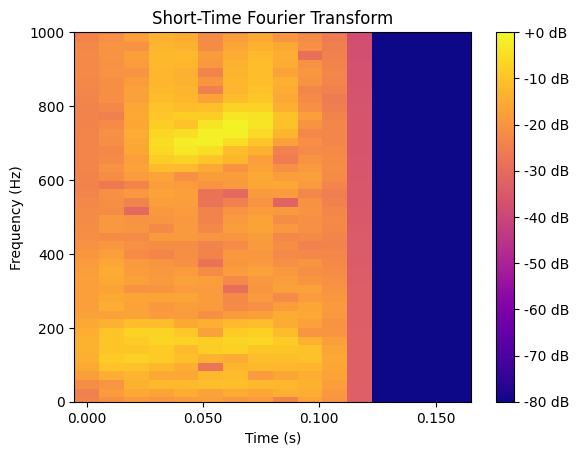 Short-Time Fourier Transform
1000
800
600
400
200
0
Frequency (Hz)
0.000
0.050
0.100
0.150
Time (s)
+0 dB
-10 dB
-20 dB
-30 dB
-40 dB
-50 dB
-60 dB
-70 dB
-80 dB